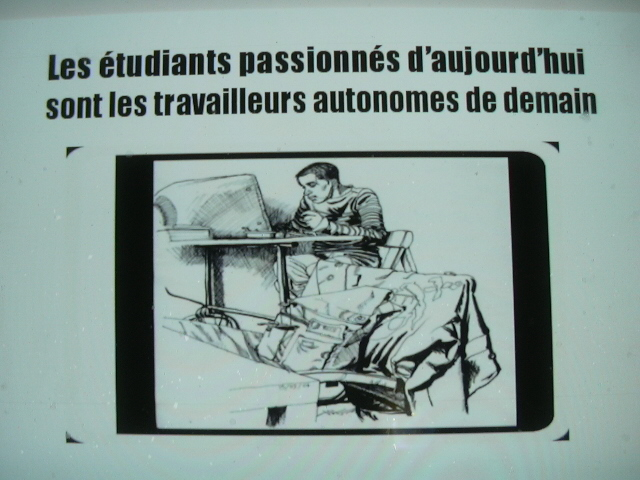 Les étudiants passionnés d'aujourd'hui
sont les travailleurs autonomes de demain